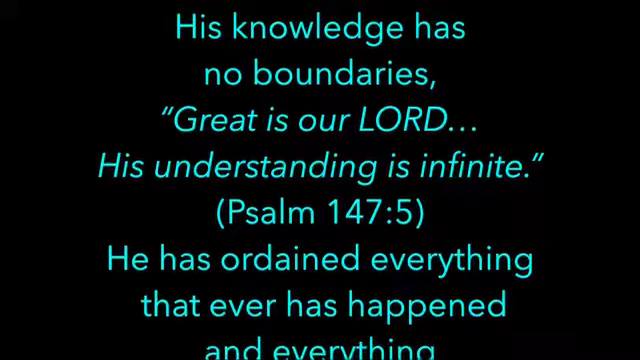 His knowledge has
no boundaries,
“Great is our LORD…
His understanding is infinite.”
(Psalm 147:5)
He has ordained everything
that ever has happened
and everything